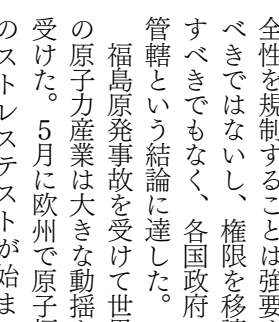 全性を規制することは強要
べきではないし、権限を移
すべきでもなく、各国政府
管轄という結論に達した。
福島原発事故を受けて世界
の原子力産業は大きな動揺
受けた。5月に欧州で原子
のストレステストが始ま